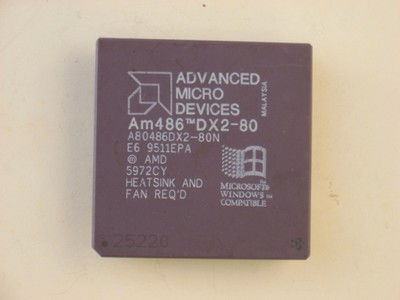 ADVANCED
MICRO
DEVICES
MALAYSIA
Am486™DX2-80
A80486DX2-80N
E6 9511EPA
Ⓜ AMD
5972CY
HEATSINK AND
FAN REQ'D
MICROSOFT®
WINDOWS™
COMPATIBLE
25220